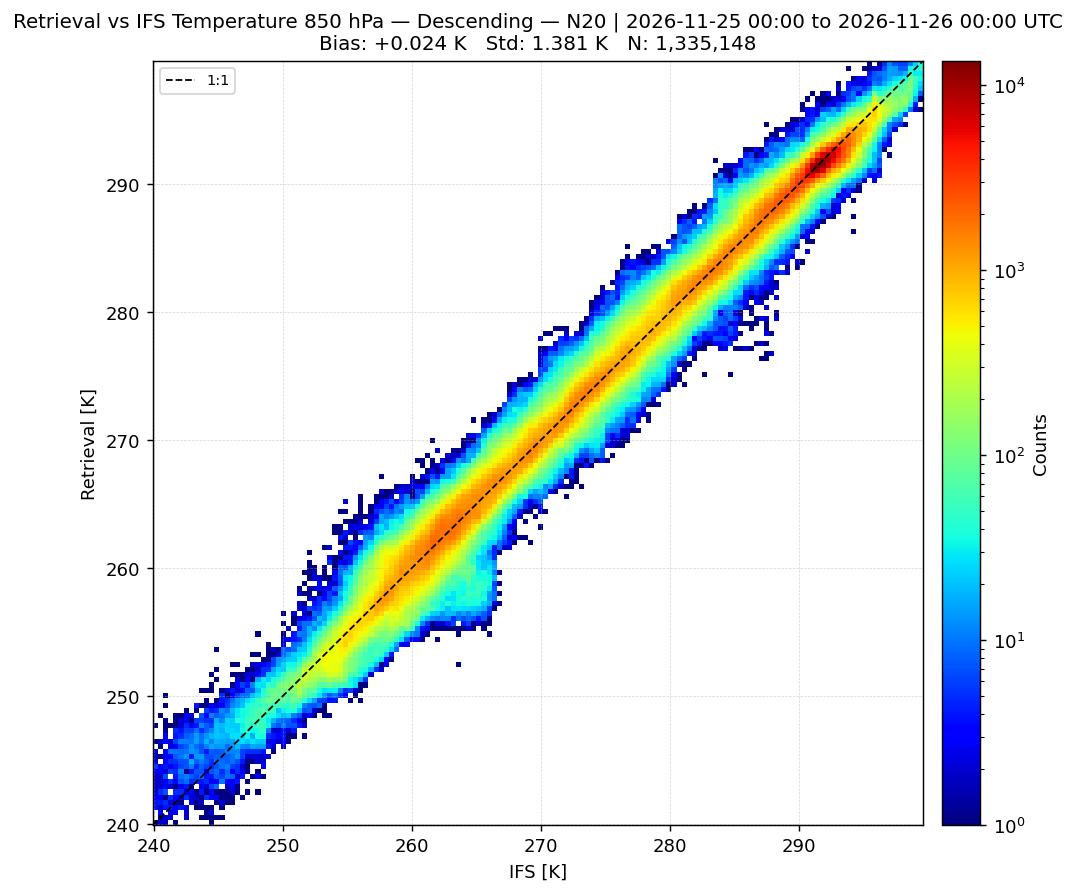 Retrieval vs IFS Temperature 850 hPa — Descending — N20 | 2026-11-25 00:00 to 2026-11-26 00:00 UTC
Bias: +0.024 K   Std: 1.381 K   N: 1,335,148
1:1
290
280
270
260
250
240
Retrieval [K]
240 250 260 270 280 290
IFS [K]
10⁴
10³
10²
10¹
10⁰
Counts